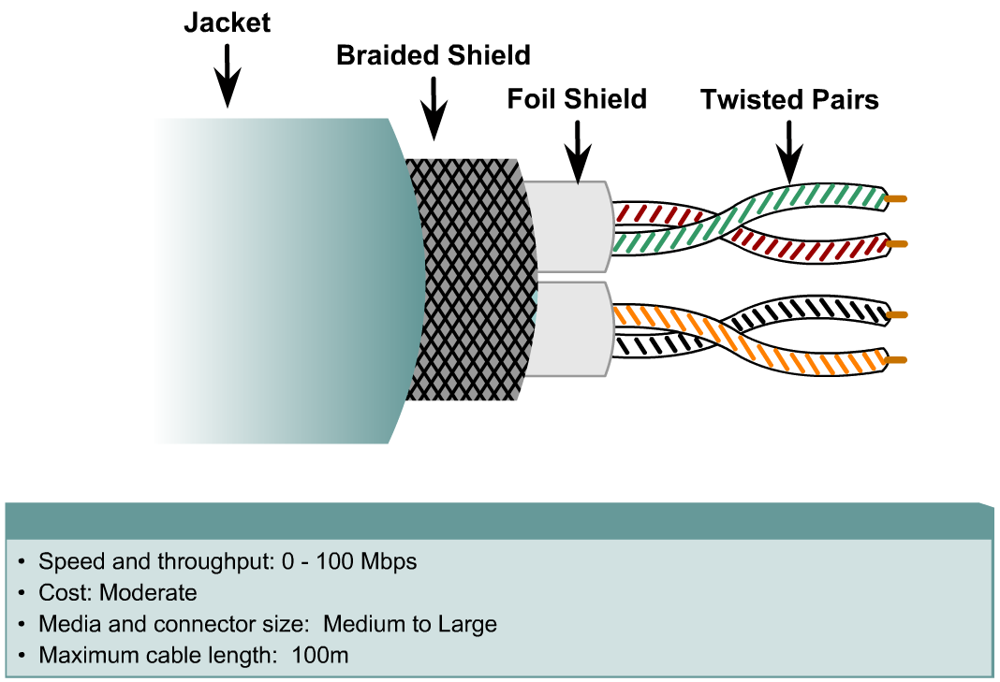 Jacket
Braided Shield
Foil Shield
Twisted Pairs
• Speed and throughput: 0 - 100 Mbps
• Cost: Moderate
• Media and connector size: Medium to Large
• Maximum cable length: 100m